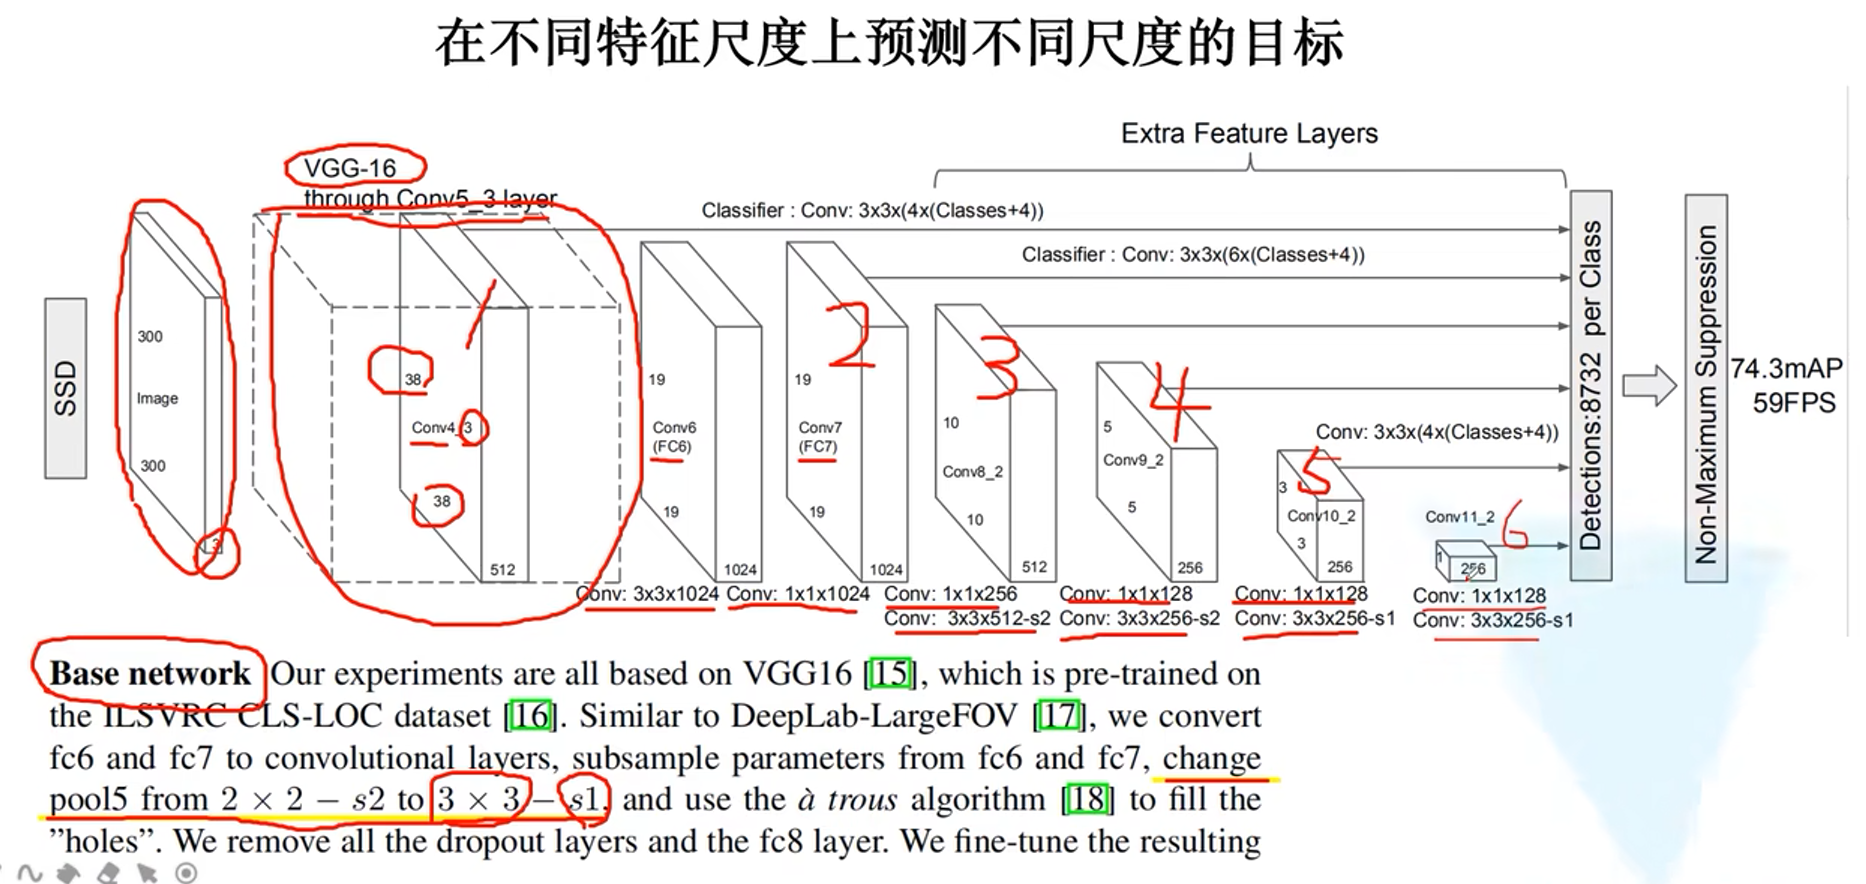 在不同特征尺度上预测不同尺度的目标
Extra Feature Layers
VGG-16
through Conv5_3 layer
Classifier : Conv: 3x3x(4x(Classes+4))
Classifier : Conv: 3x3x(6x(Classes+4))
SSD
300
Image
300
3
38
Conv4_3
38
512
1
19
Conv6
(FC6)
19
1024
19
Conv7
(FC7)
19
1024
2
10
Conv8_2
10
512
3
5
Conv9_2
5
256
4
Conv: 3x3x(4x(Classes+4))
3
Conv10_2
3
256
5
Conv11_2
1
256
6
Detections:8732 per Class
Non-Maximum Suppression
74.3mAP
59FPS
Conv: 3x3x1024
Conv: 1x1x1024
Conv: 1x1x256
Conv: 3x3x512-s2
Conv: 1x1x128
Conv: 3x3x256-s2
Conv: 1x1x128
Conv: 3x3x256-s1
Conv: 1x1x128
Conv: 3x3x256-s1
Base network Our experiments are all based on VGG16 [15], which is pre-trained on
the ILSVRC CLS-LOC dataset [16]. Similar to DeepLab-LargeFOV [17], we convert
fc6 and fc7 to convolutional layers, subsample parameters from fc6 and fc7, change
pool5 from 2 × 2 − s2 to 3 × 3 − s1, and use the à trous algorithm [18] to fill the
"holes". We remove all the dropout layers and the fc8 layer. We fine-tune the resulting